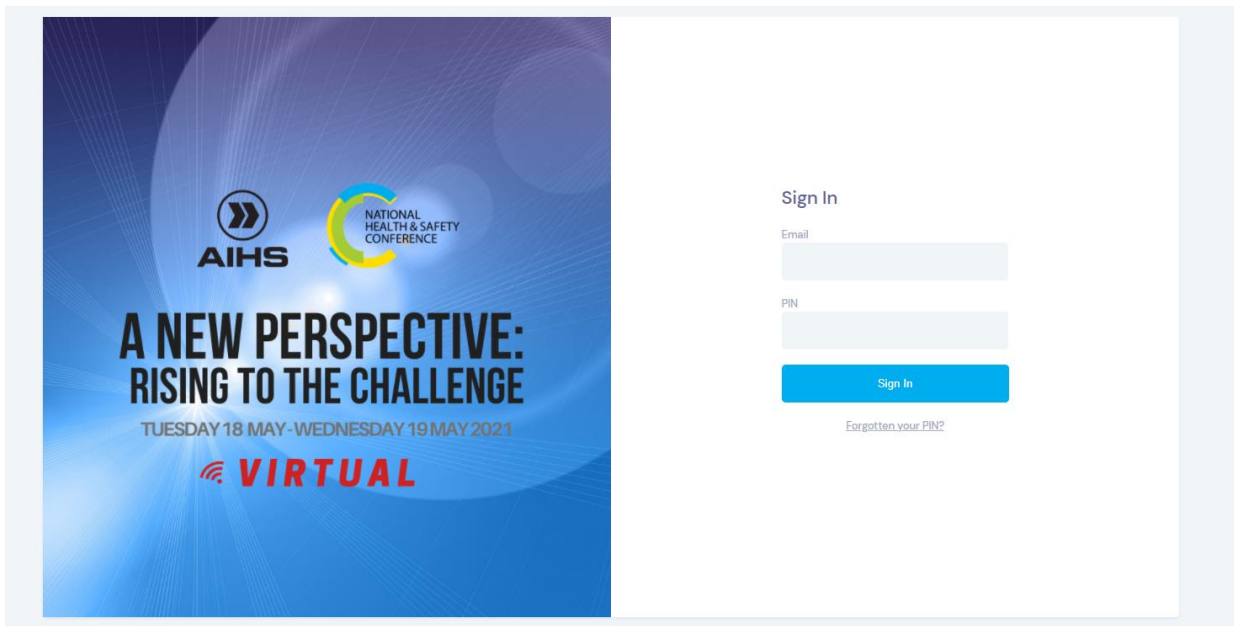 AIHS
NATIONAL
HEALTH & SAFETY
CONFERENCE
A NEW PERSPECTIVE:
RISING TO THE CHALLENGE
TUESDAY 18 MAY - WEDNESDAY 19 MAY 2021
VIRTUAL
Sign In
Email
PIN
Sign In
Forgotten your PIN?